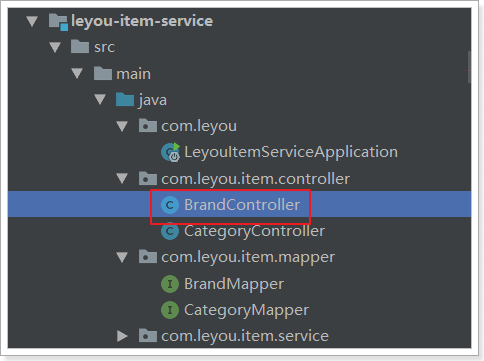 leyou-item-service
src
main
java
com.leyou
LeyouItemServiceApplication
com.leyou.item.controller
BrandController
CategoryController
com.leyou.item.mapper
BrandMapper
CategoryMapper
com.leyou.item.service